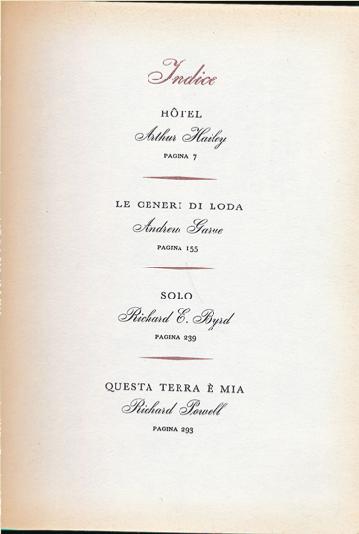 Indice
HÔTEL
Arthur Hailey
PAGINA 7
LE CENERI DI LODA
Andrew Garve
PAGINA 155
SOLO
Richard E. Byrd
PAGINA 239
QUESTA TERRA È MIA
Richard Powell
PAGINA 293